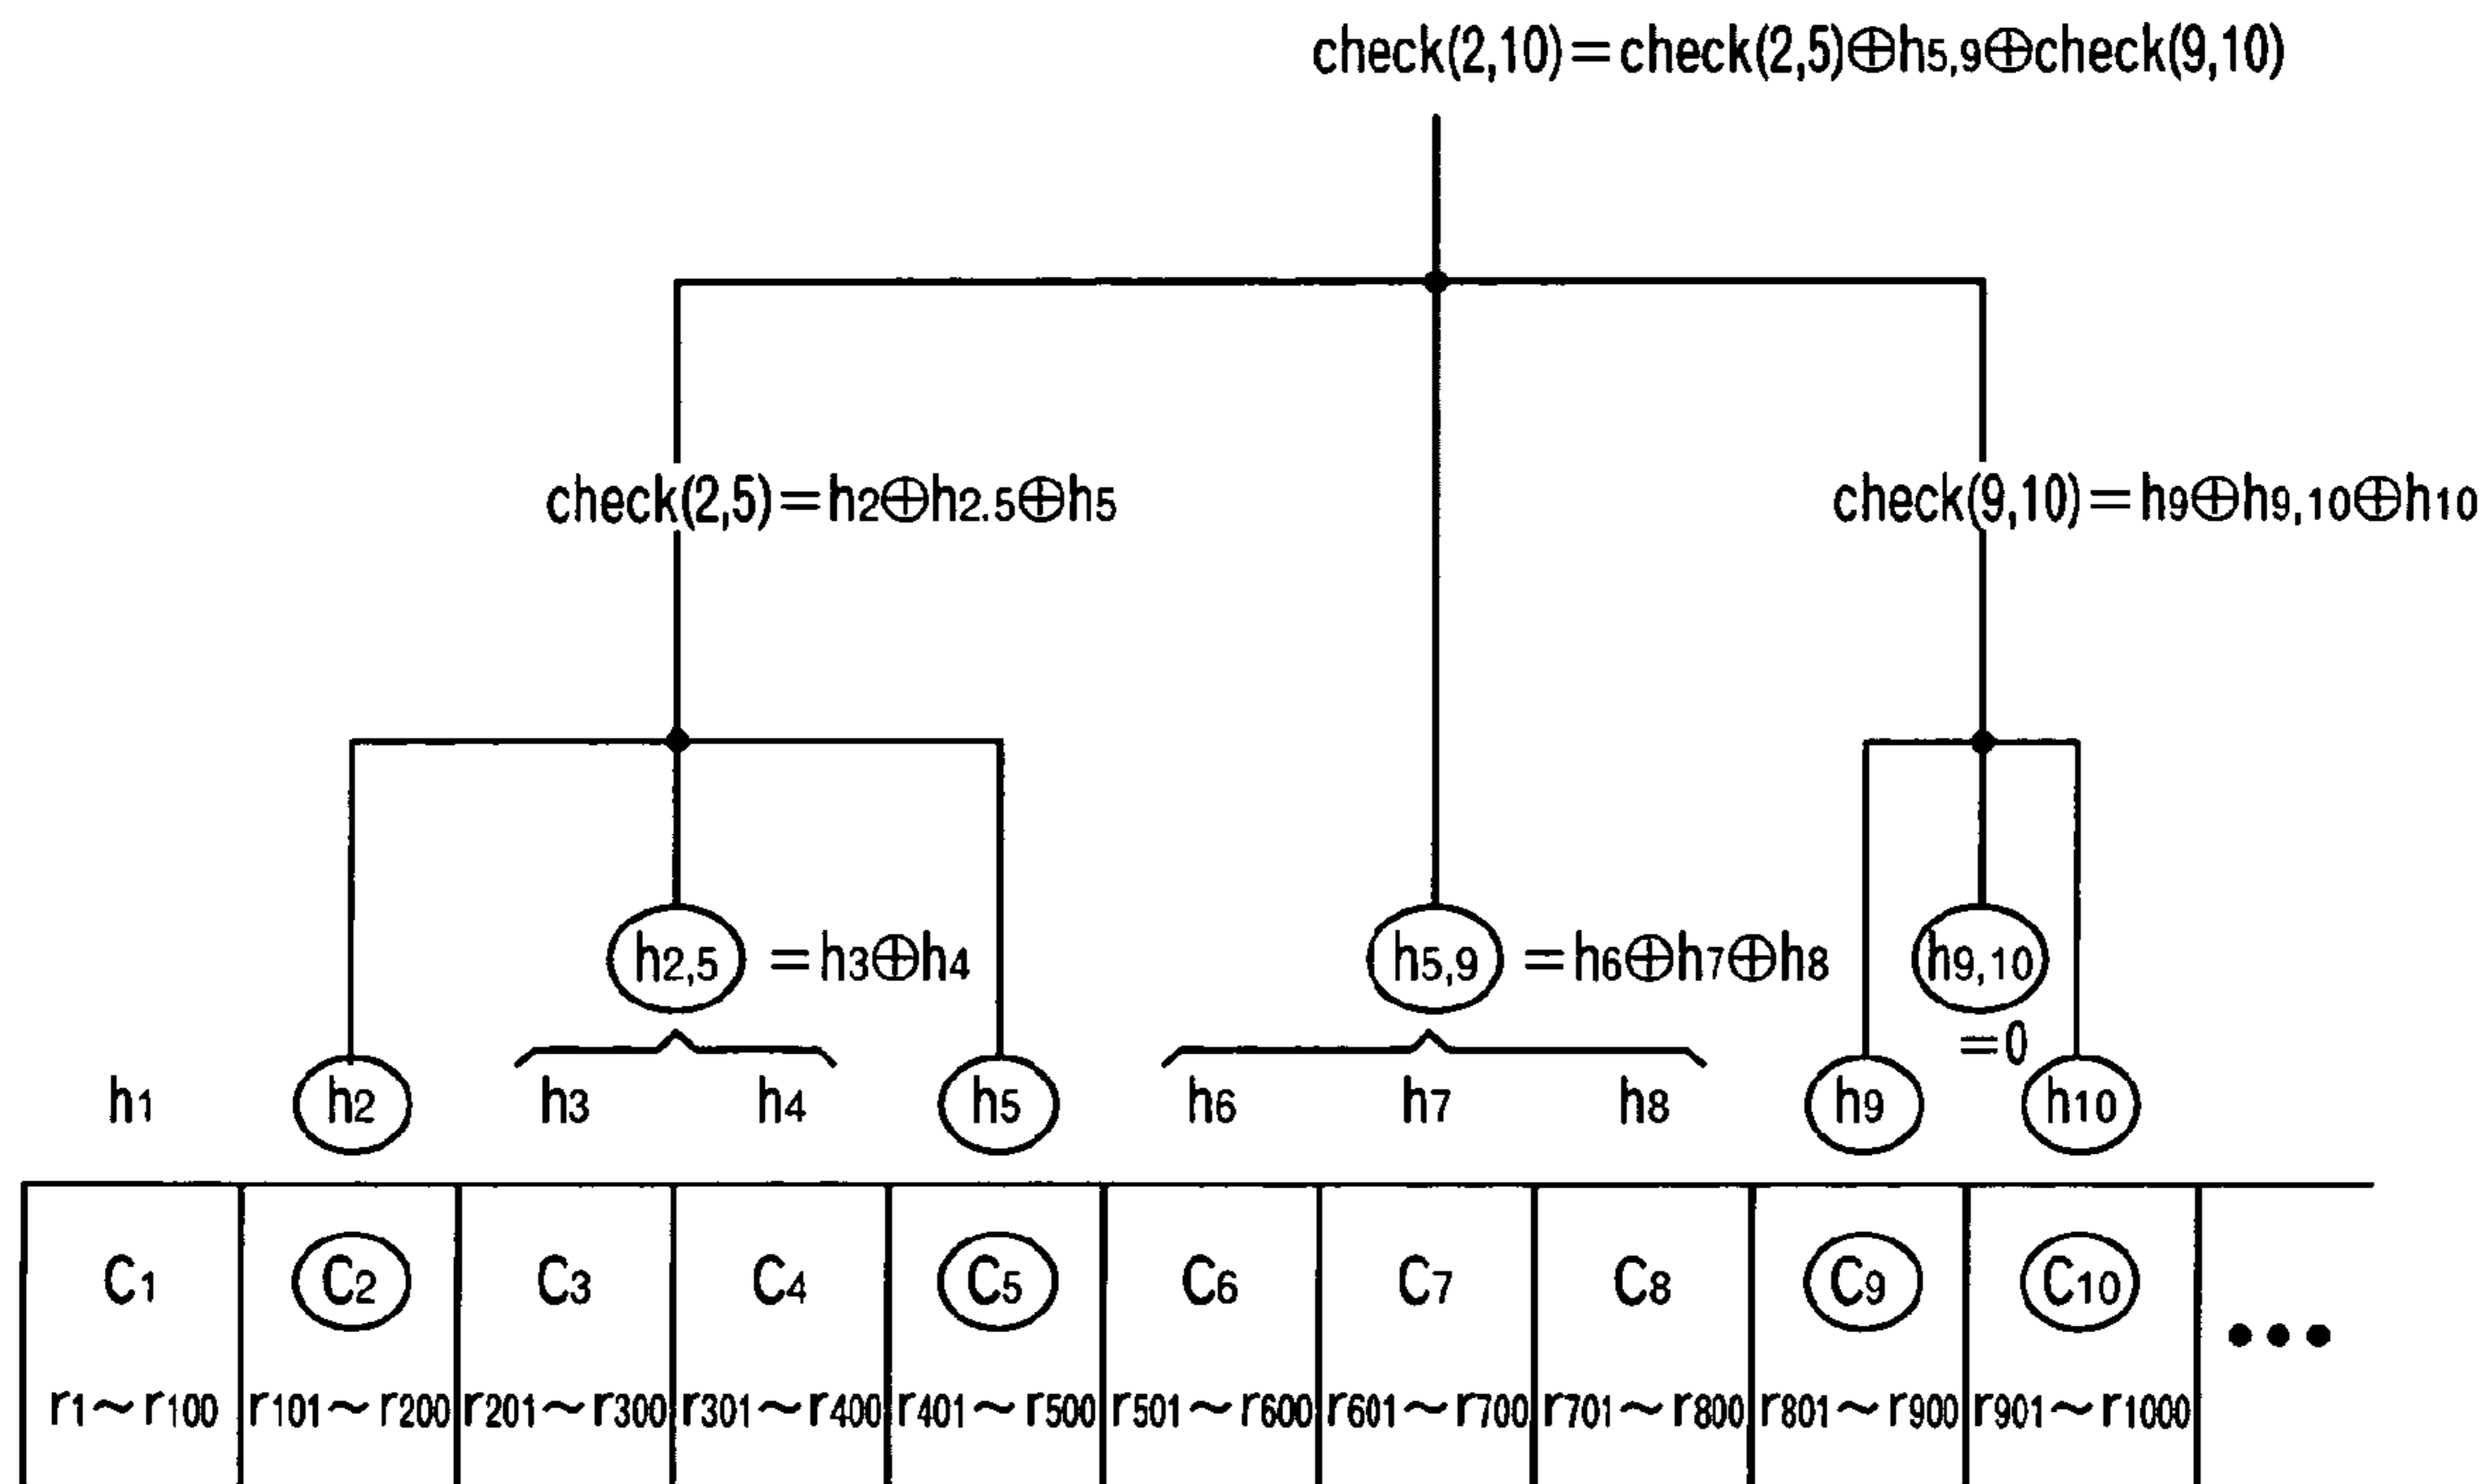 check(2,10)=check(2,5)⊕h5,9⊕check(9,10)
check(2,5)=h2⊕h2.5⊕h5
check(9,10)=h9⊕h9,10⊕h10
h2,5 =h3⊕h4
h5,9 =h6⊕h7⊕h8
h9,10
=0
h1 h2 h3 h4 h5 h6 h7 h8 h9 h10
C1 C2 C3 C4 C5 C6 C7 C8 C9 C10
•••
r1~r100 r101~r200 r201~r300 r301~r400 r401~r500 r501~r600 r601~r700 r701~r800 r801~r900 r901~r1000